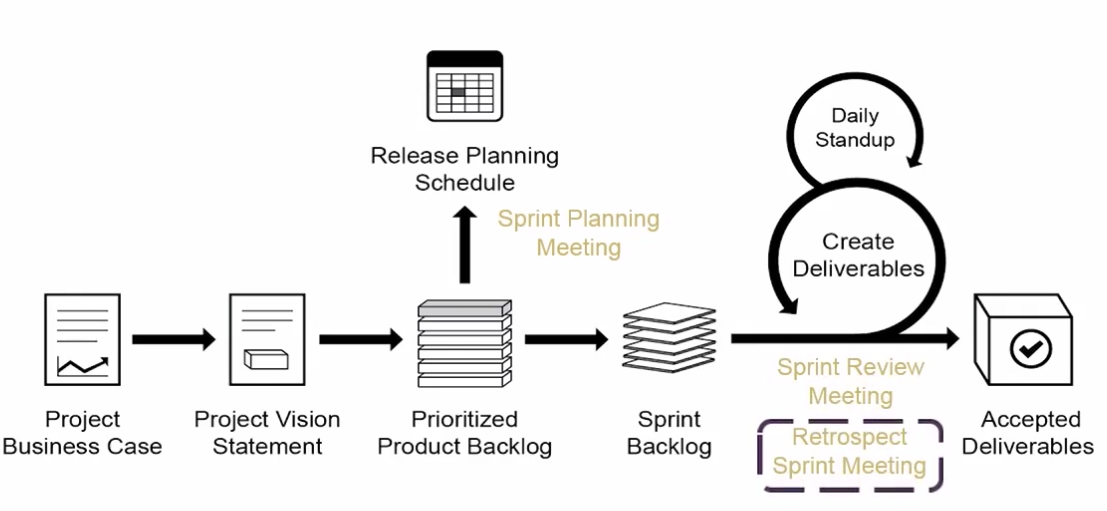 Release Planning
Schedule
Sprint Planning
Meeting
Daily
Standup
Create
Deliverables
Project
Business Case
Project Vision
Statement
Prioritized
Product Backlog
Sprint
Backlog
Sprint Review
Meeting
Retrospect
Sprint Meeting
Accepted
Deliverables